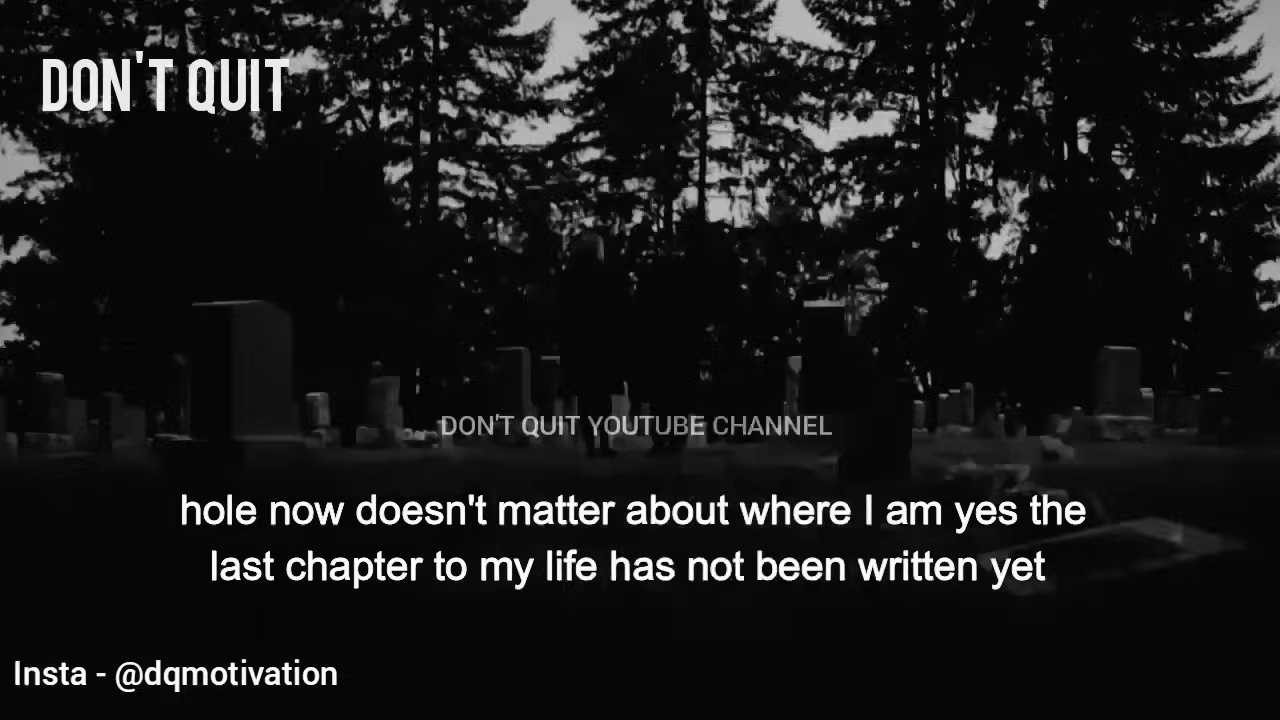 DON'T QUIT
DON'T QUIT YOUTUBE CHANNEL
hole now doesn't matter about where I am yes the
last chapter to my life has not been written yet
Insta - @dqmotivation